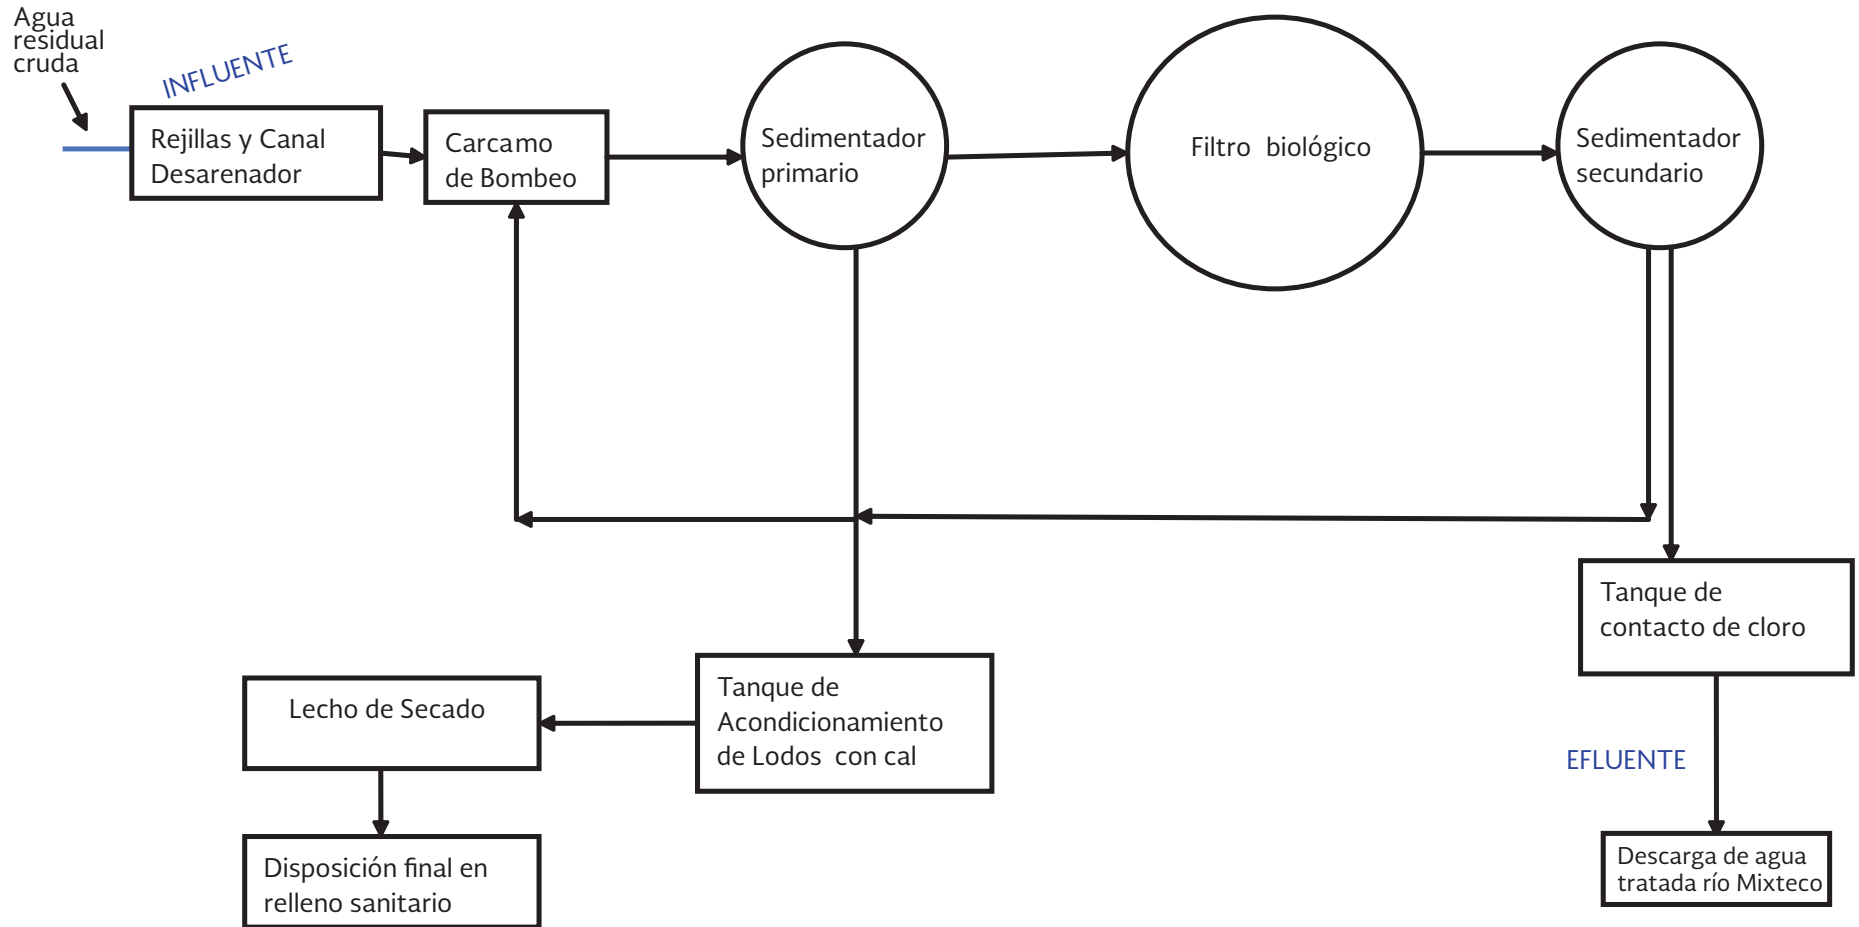 Agua
residual
cruda
INFLUENTE
Rejillas y Canal
Desarenador
Carcamo
de Bombeo
Sedimentador
primario
Filtro biológico
Sedimentador
secundario
Tanque de
contacto de cloro
Tanque de
Acondicionamiento
de Lodos con cal
Lecho de Secado
EFLUENTE
Disposición final en
relleno sanitario
Descarga de agua
tratada río Mixteco